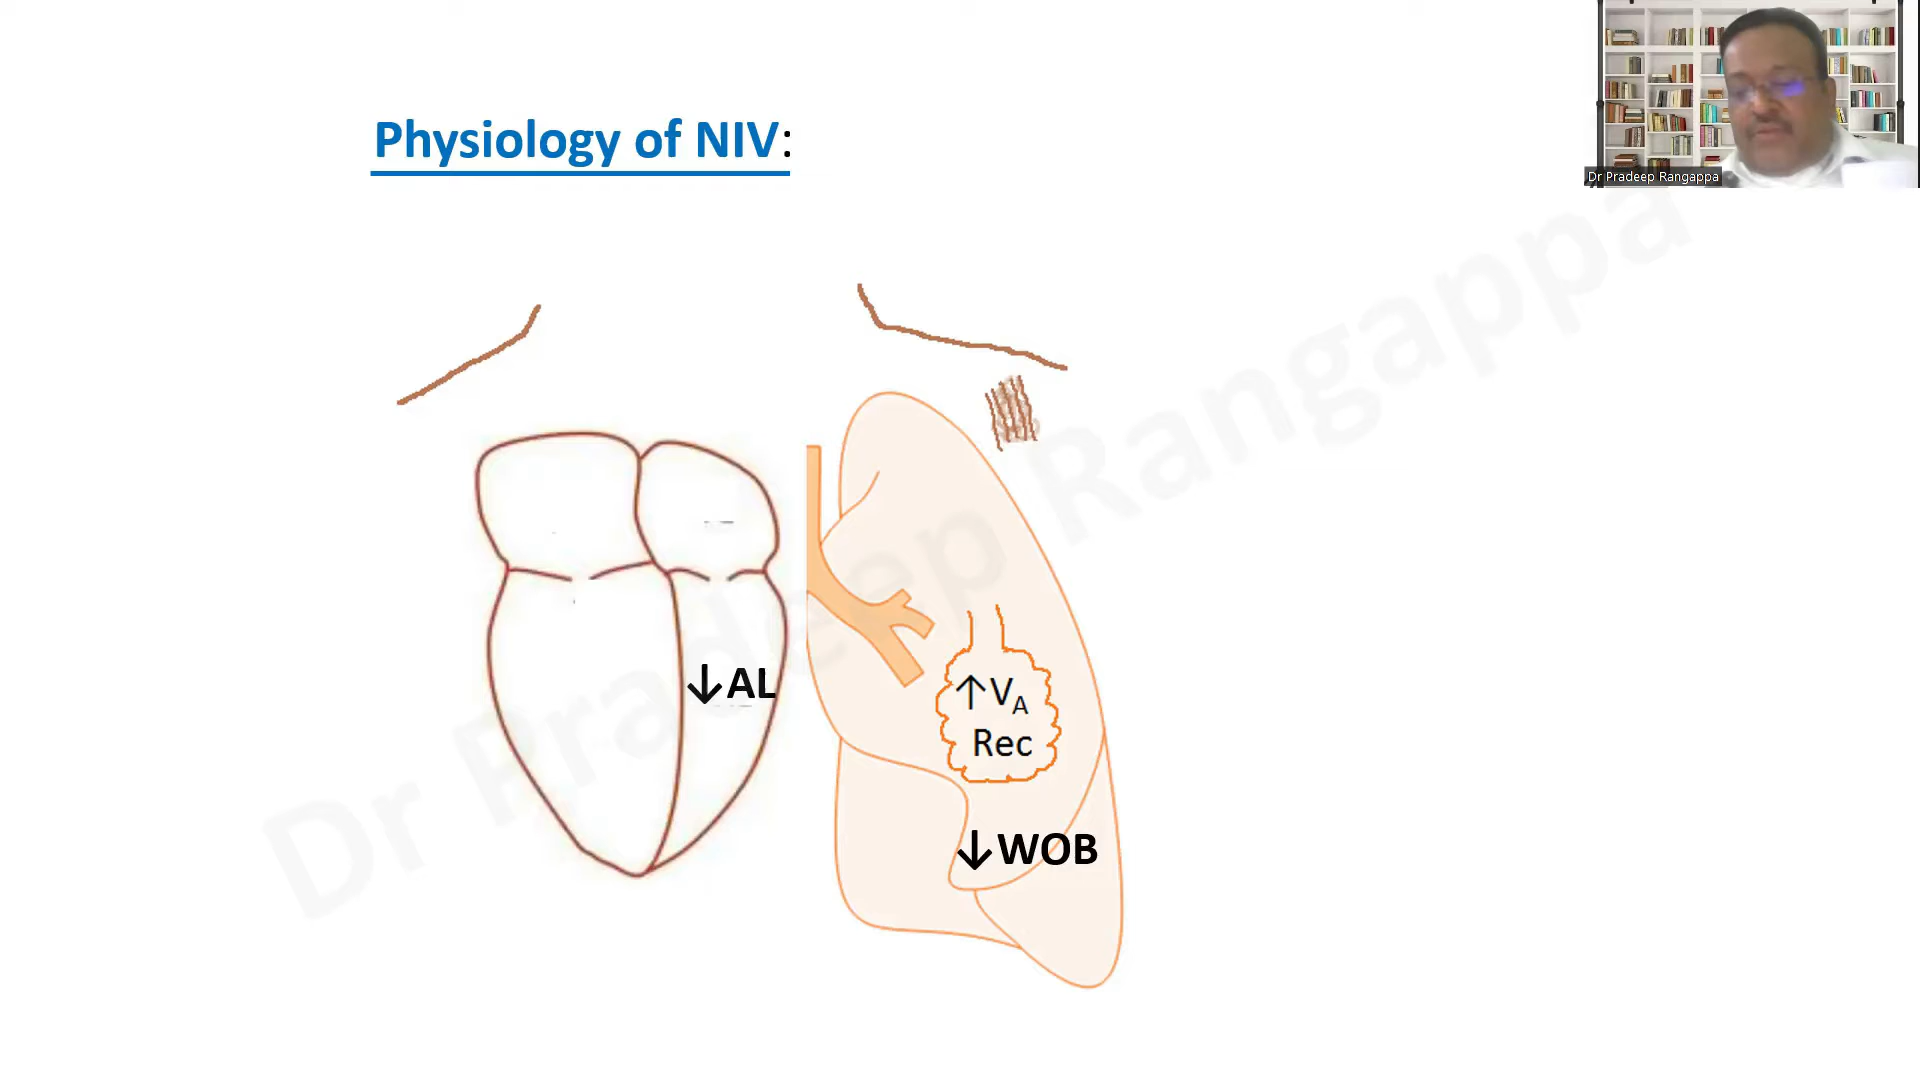 Physiology of NIV:
Dr Pradeep Rangappa
Dr Pradeep Rangappa
↓AL
↑VA
Rec
↓WOB